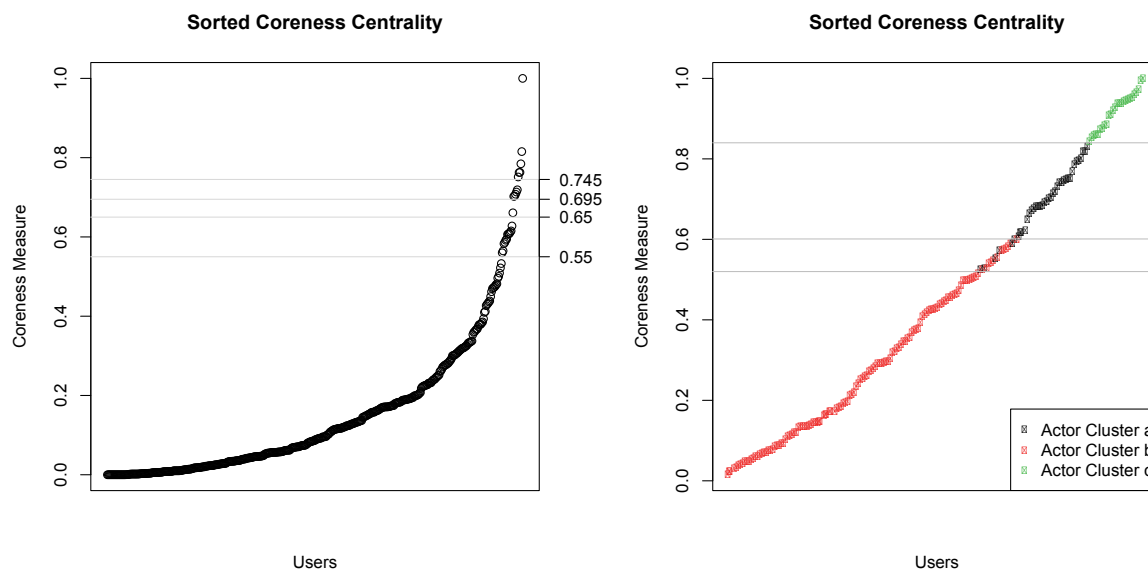 Sorted Coreness Centrality
Coreness Measure
1.0
0.8
0.6
0.4
0.2
0.0
0.745
0.695
0.65
0.55
Users
Sorted Coreness Centrality
Coreness Measure
1.0
0.8
0.6
0.4
0.2
0.0
Actor Cluster a
Actor Cluster b
Actor Cluster c
Users